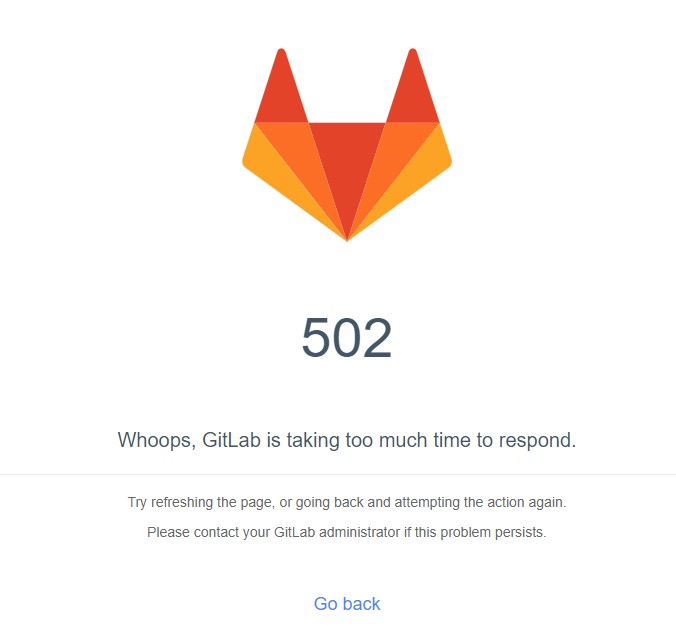 502
Whoops, GitLab is taking too much time to respond.
Try refreshing the page, or going back and attempting the action again.
Please contact your GitLab administrator if this problem persists.
Go back